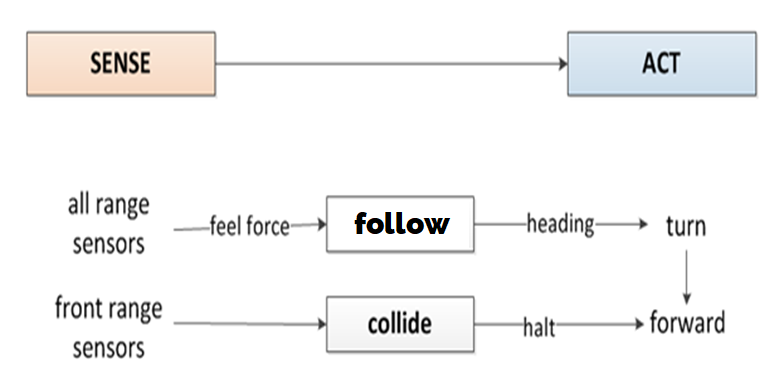 SENSE
ACT
all range
sensors
feel force
follow
heading
turn
front range
sensors
collide
halt
forward